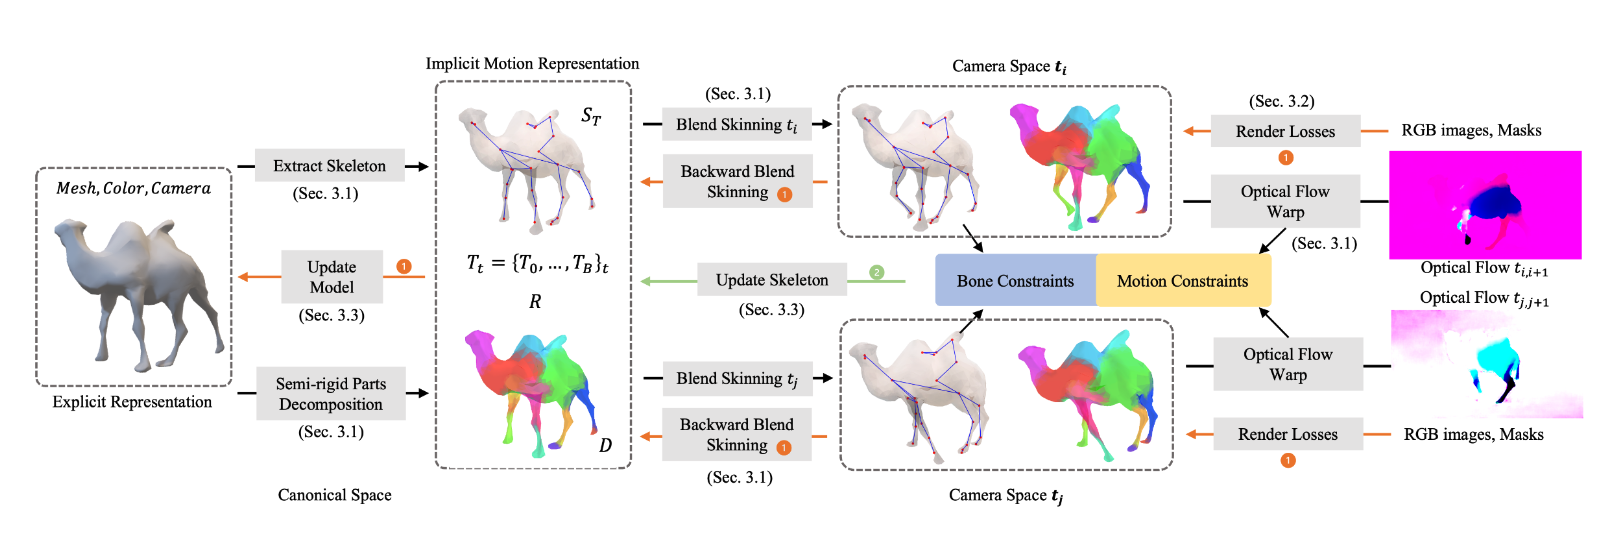 Implicit Motion Representation
Camera Space t_i
(Sec. 3.1)
(Sec. 3.2)
S_T
Blend Skinning t_i
Render Losses
RGB images, Masks
1
Extract Skeleton
(Sec. 3.1)
Backward Blend
Skinning 1
Mesh, Color, Camera
Optical Flow
Warp
(Sec. 3.1)
Optical Flow t_{i,i+1}
Update
Model
1
(Sec. 3.3)
T_t = {T_0, ..., T_B}_t
R
2
Update Skeleton
(Sec. 3.3)
Bone Constraints
Motion Constraints
Optical Flow t_{j,j+1}
Optical Flow
Warp
Semi-rigid Parts
Decomposition
(Sec. 3.1)
Explicit Representation
Blend Skinning t_j
Backward Blend
Skinning 1
(Sec. 3.1)
D
Render Losses
RGB images, Masks
1
Canonical Space
Camera Space t_j